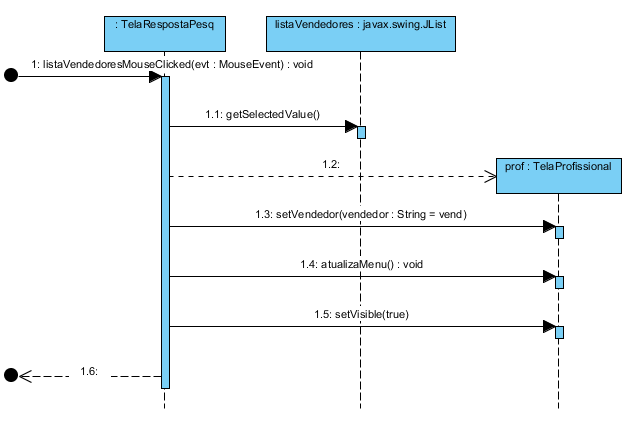 : TelaRespostaPesq
listaVendedores : javax.swing.JList
1: listaVendedoresMouseClicked(evt : MouseEvent) : void
1.1: getSelectedValue()
1.2:
prof : TelaProfissional
1.3: setVendedor(vendedor : String = vend)
1.4: atualizaMenu() : void
1.5: setVisible(true)
1.6: